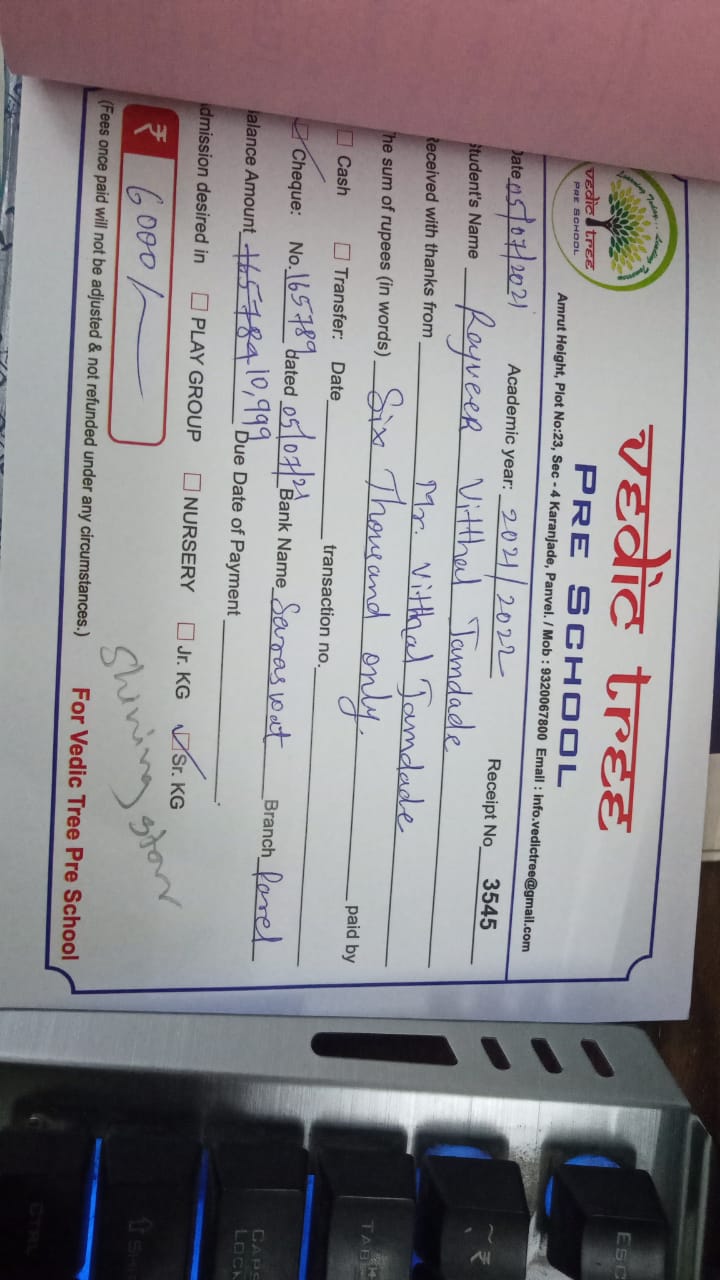 vedic tree
PRE SCHOOL
vedic tree
PRE SCHOOL
Amrut Height, Plot No:23, Sec - 4 Karanjade, Panvel. / Mob : 9320067800 Email : info.vedictree@gmail.com
Date 05/07/2021 Academic year: 2021/2022 Receipt No 3545
Student's Name Rayveer Vitthal Jamdade
Received with thanks from Mr. Vitthal Jamdade
The sum of rupees (in words) Six Thousand only. paid by
Cash Transfer: Date transaction no.
Cheque: No. 165789 dated 05/07/21 Bank Name Saraswat Branch Parel
Balance Amount 165789 10,999 Due Date of Payment
Admission desired in PLAY GROUP NURSERY Jr. KG Sr. KG
₹ 6000/-
Shining star
(Fees once paid will not be adjusted & not refunded under any circumstances.) For Vedic Tree Pre School
ESC
~ ₹ `
TAB
CAPS LOCK
⇧ SH
CTRL